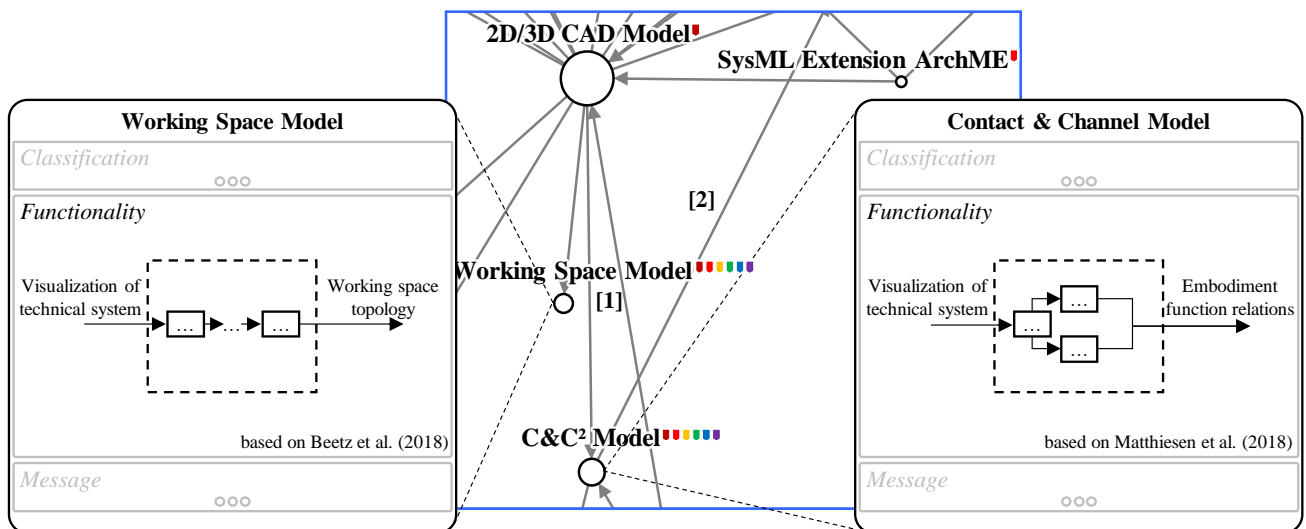 2D/3D CAD Model
SysML Extension ArchME
Working Space Model
Classification
Functionality
Visualization of
technical system
...
...
...
Working space
topology
based on Beetz et al. (2018)
Message
[2]
Working Space Model
[1]
C&C² Model
Contact & Channel Model
Classification
Functionality
Visualization of
technical system
...
...
...
Embodiment
function relations
based on Matthiesen et al. (2018)
Message